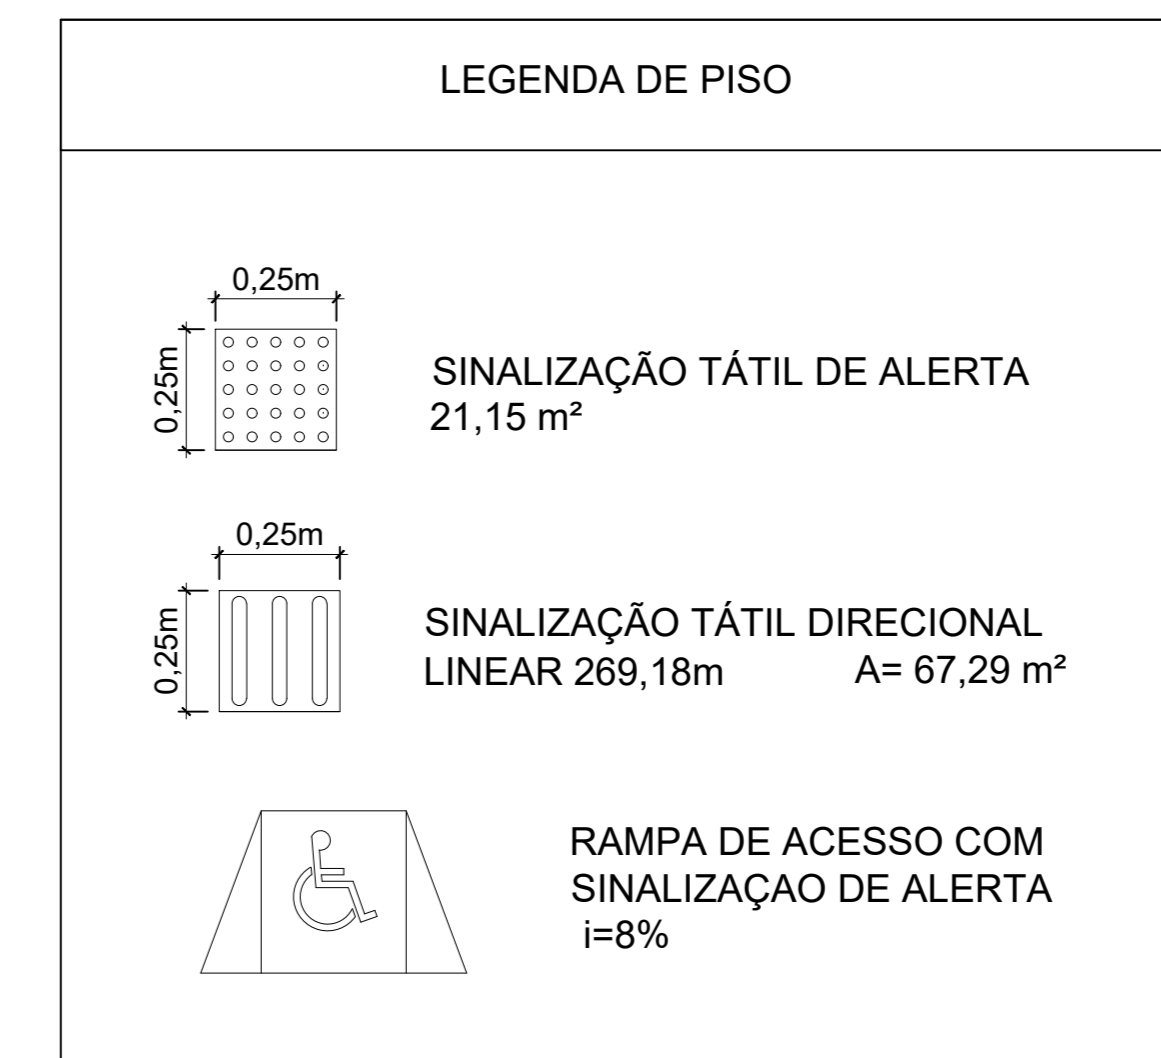 LEGENDA DE PISO
0,25m
0,25m
SINALIZAÇÃO TÁTIL DE ALERTA
21,15 m²
0,25m
0,25m
SINALIZAÇÃO TÁTIL DIRECIONAL
LINEAR 269,18m A= 67,29 m²
RAMPA DE ACESSO COM
SINALIZAÇAO DE ALERTA
i=8%